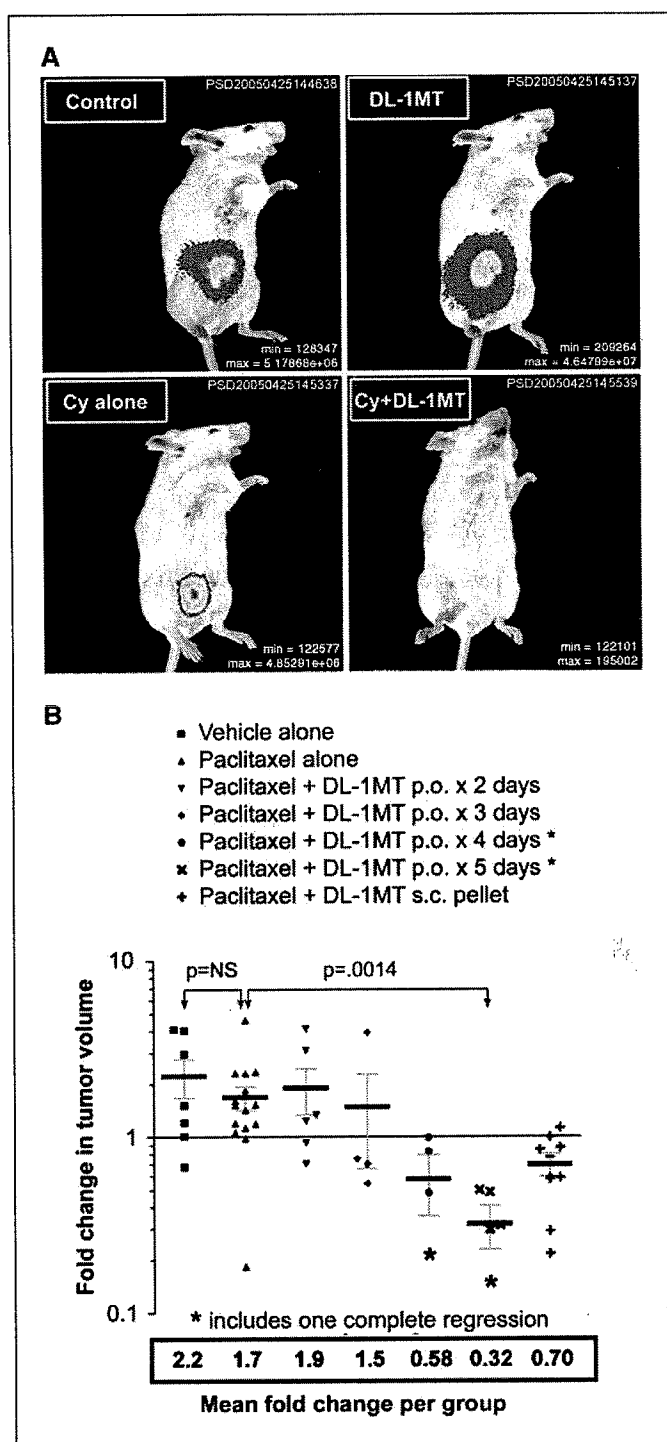 A
Control
PSD20050425144638
min = 128347
max = 5.17868e+06
DL-1MT
PSD20050425145137
min = 209264
max = 4.64789e+07
Cy alone
PSD20050425145337
min = 122577
max = 4.85291e+06
Cy+DL-1MT
PSD20050425145539
min = 122101
max = 195002
B
Vehicle alone
Paclitaxel alone
Paclitaxel + DL-1MT p.o. x 2 days
Paclitaxel + DL-1MT p.o. x 3 days
Paclitaxel + DL-1MT p.o. x 4 days *
Paclitaxel + DL-1MT p.o. x 5 days *
Paclitaxel + DL-1MT s.c. pellet
p=NS
p=.0014
Fold change in tumor volume
10
1
0.1
* includes one complete regression
2.2 1.7 1.9 1.5 0.58 0.32 0.70
Mean fold change per group